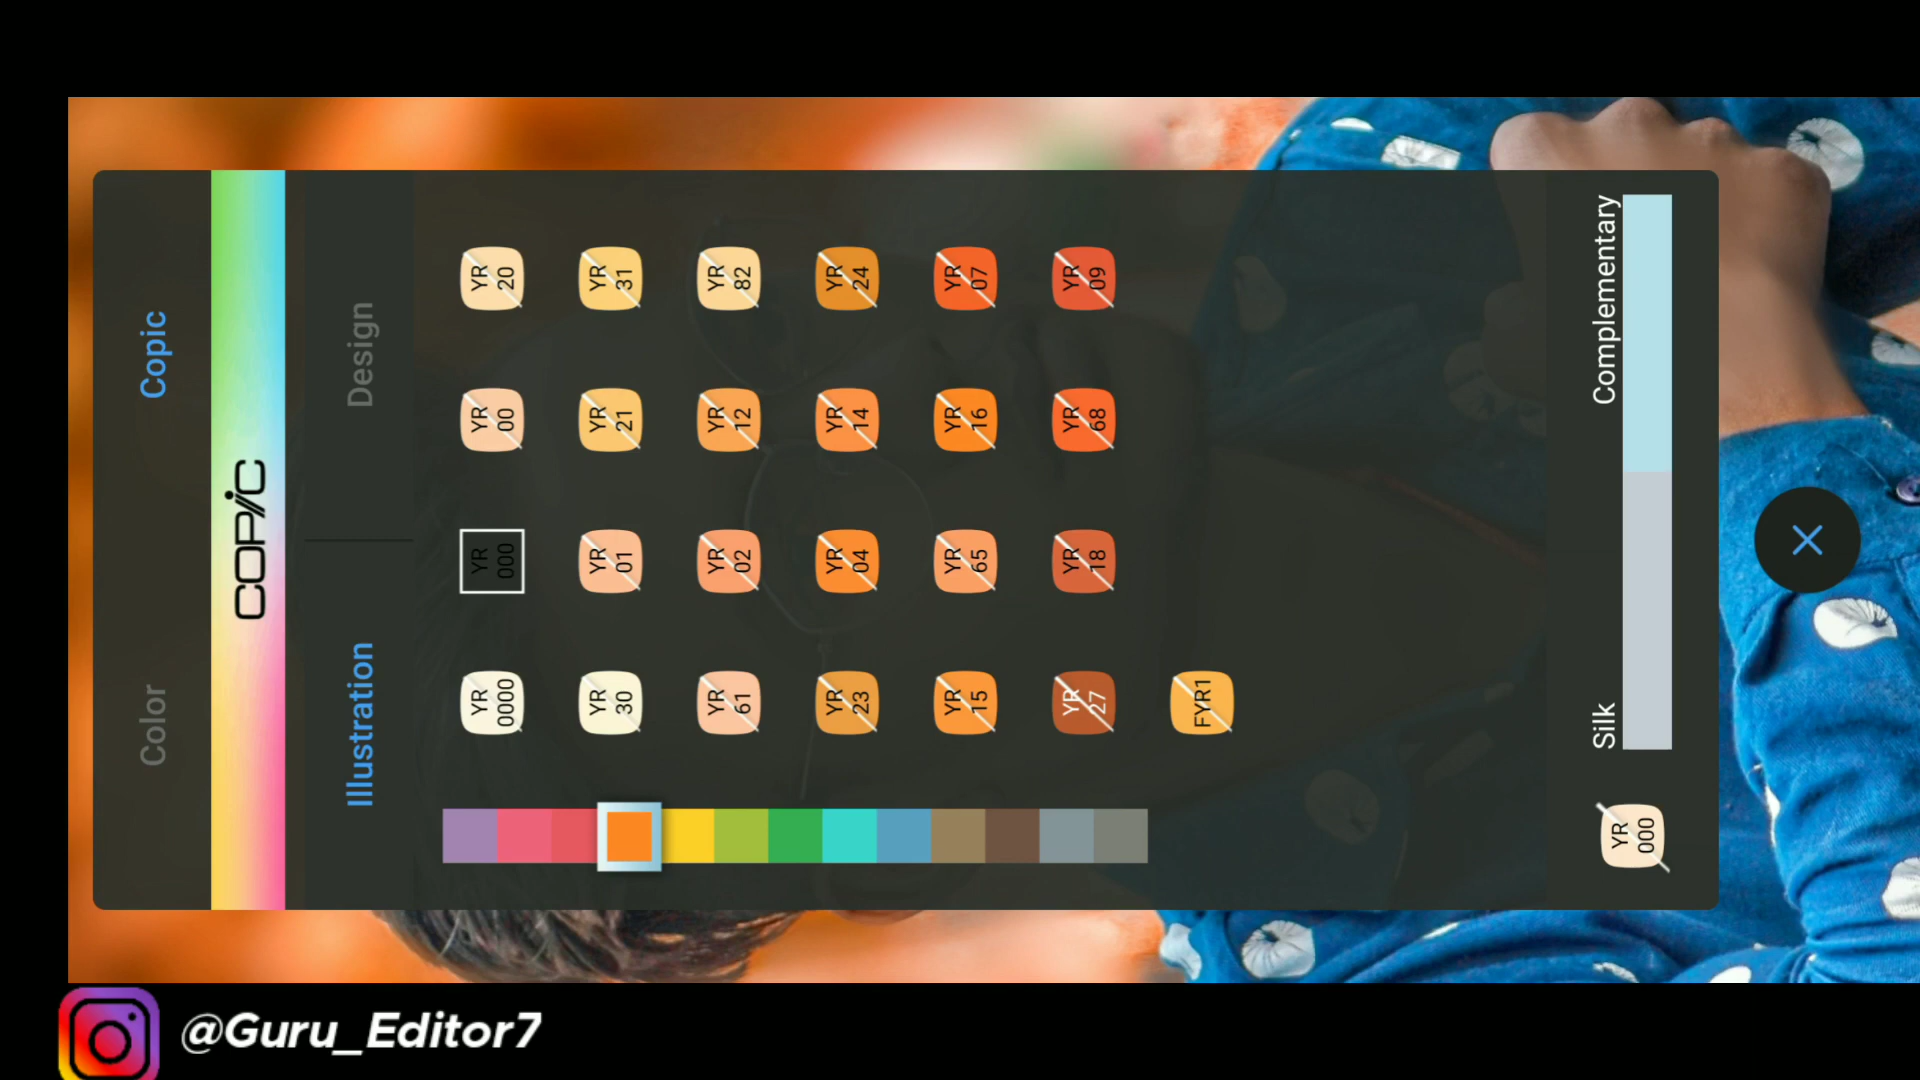 Color
Copic
COPIC
Illustration
Design
YR 0000
YR 000
YR 00
YR 20
YR 30
YR 01
YR 21
YR 31
YR 61
YR 02
YR 12
YR 82
YR 23
YR 04
YR 14
YR 24
YR 15
YR 65
YR 16
YR 07
YR 27
YR 18
YR 68
YR 09
FYR1
YR 000
Silk
Complementary
@Guru_Editor7